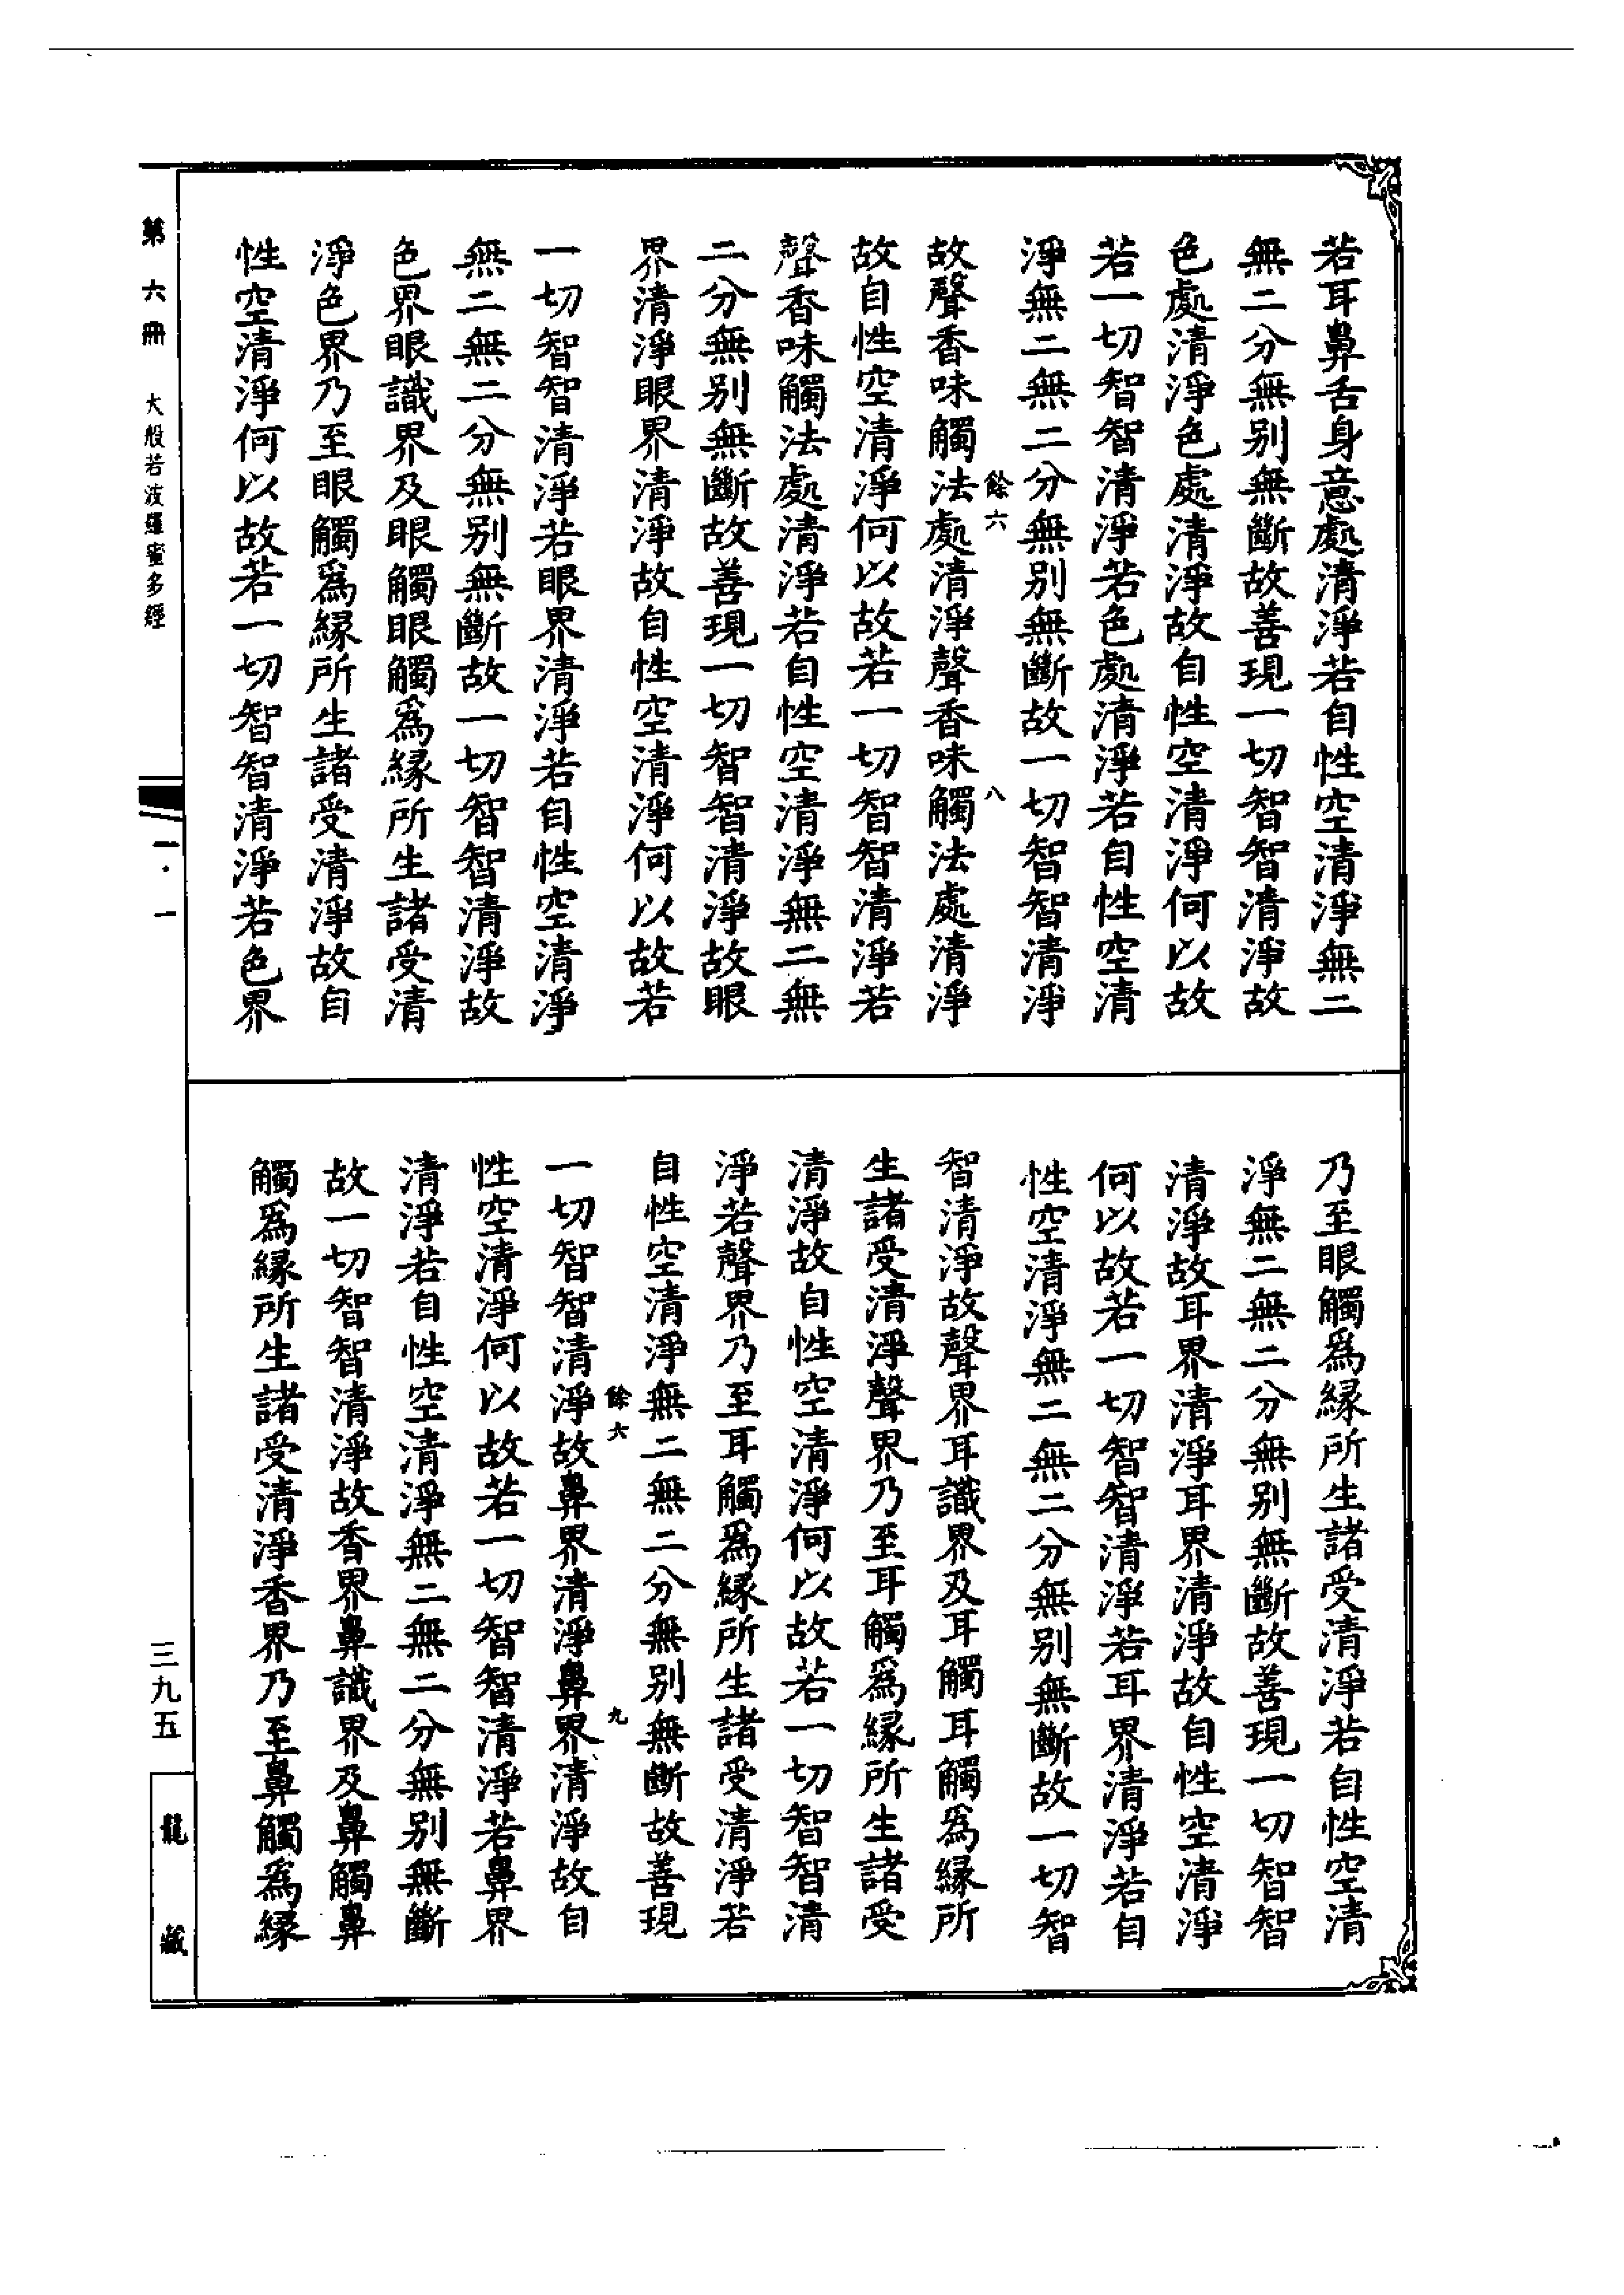 若耳鼻舌身意處清淨若自性空清淨無二
無二分無别無斷故善現一切智智清淨故
色處清淨色處清淨故自性空清淨何以故
若一切智智清淨若色處清淨若自性空清
淨無二無二分無别無斷故一切智智清淨
餘六
八
故聲香味觸法處清淨聲香味觸法處清淨
故自性空清淨何以故若一切智智清淨若
聲香味觸法處清淨若自性空清淨無二無
二分無别無斷故善現一切智智清淨故眼
界清淨眼界清淨故自性空清淨何以故若
一切智智清淨若眼界清淨若自性空清淨
無二無二分無别無斷故一切智智清淨故
色界眼識界及眼觸眼觸爲緣所生諸受清
淨色界乃至眼觸爲緣所生諸受清淨故自
性空清淨何以故若一切智智清淨若色界
乃至眼觸爲緣所生諸受清淨若自性空清
淨無二無二分無别無斷故善現一切智智
清淨故耳界清淨耳界清淨故自性空清淨
何以故若一切智智清淨若耳界清淨若自
性空清淨無二無二分無别無斷故一切智
智清淨故聲界耳識界及耳觸耳觸爲緣所
生諸受清淨聲界乃至耳觸爲緣所生諸受
清淨故自性空清淨何以故若一切智智清
淨若聲界乃至耳觸爲緣所生諸受清淨若
自性空清淨無二無二分無别無斷故善現
餘六
九
一切智智清淨故鼻界清淨鼻界清淨故自
性空清淨何以故若一切智智清淨若鼻界
清淨若自性空清淨無二無二分無别無斷
故一切智智清淨故香界鼻識界及鼻觸鼻
觸爲緣所生諸受清淨香界乃至鼻觸爲緣
第六冊
大般若波羅蜜多經
一·一
三九五
龍藏